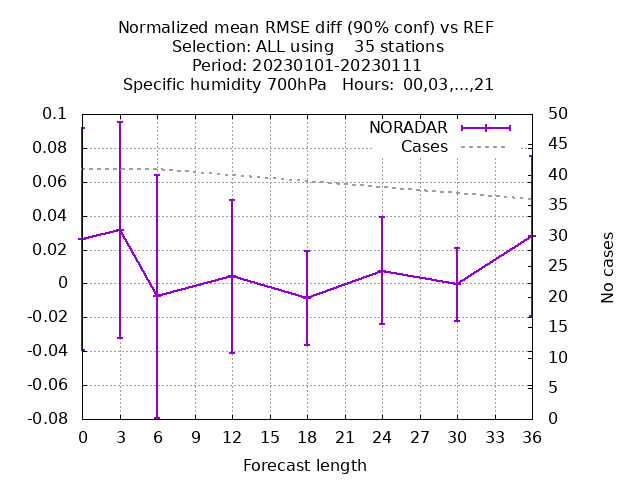 Normalized mean RMSE diff (90% conf) vs REF
Selection: ALL using    35 stations
Period: 20230101-20230111
Specific humidity 700hPa   Hours:  00,03,...,21
NORADAR
Cases
0.1
0.08
0.06
0.04
0.02
0
-0.02
-0.04
-0.06
-0.08
50
45
40
35
30
25
20
15
10
5
0
No cases
0 3 6 9 12 15 18 21 24 27 30 33 36
Forecast length